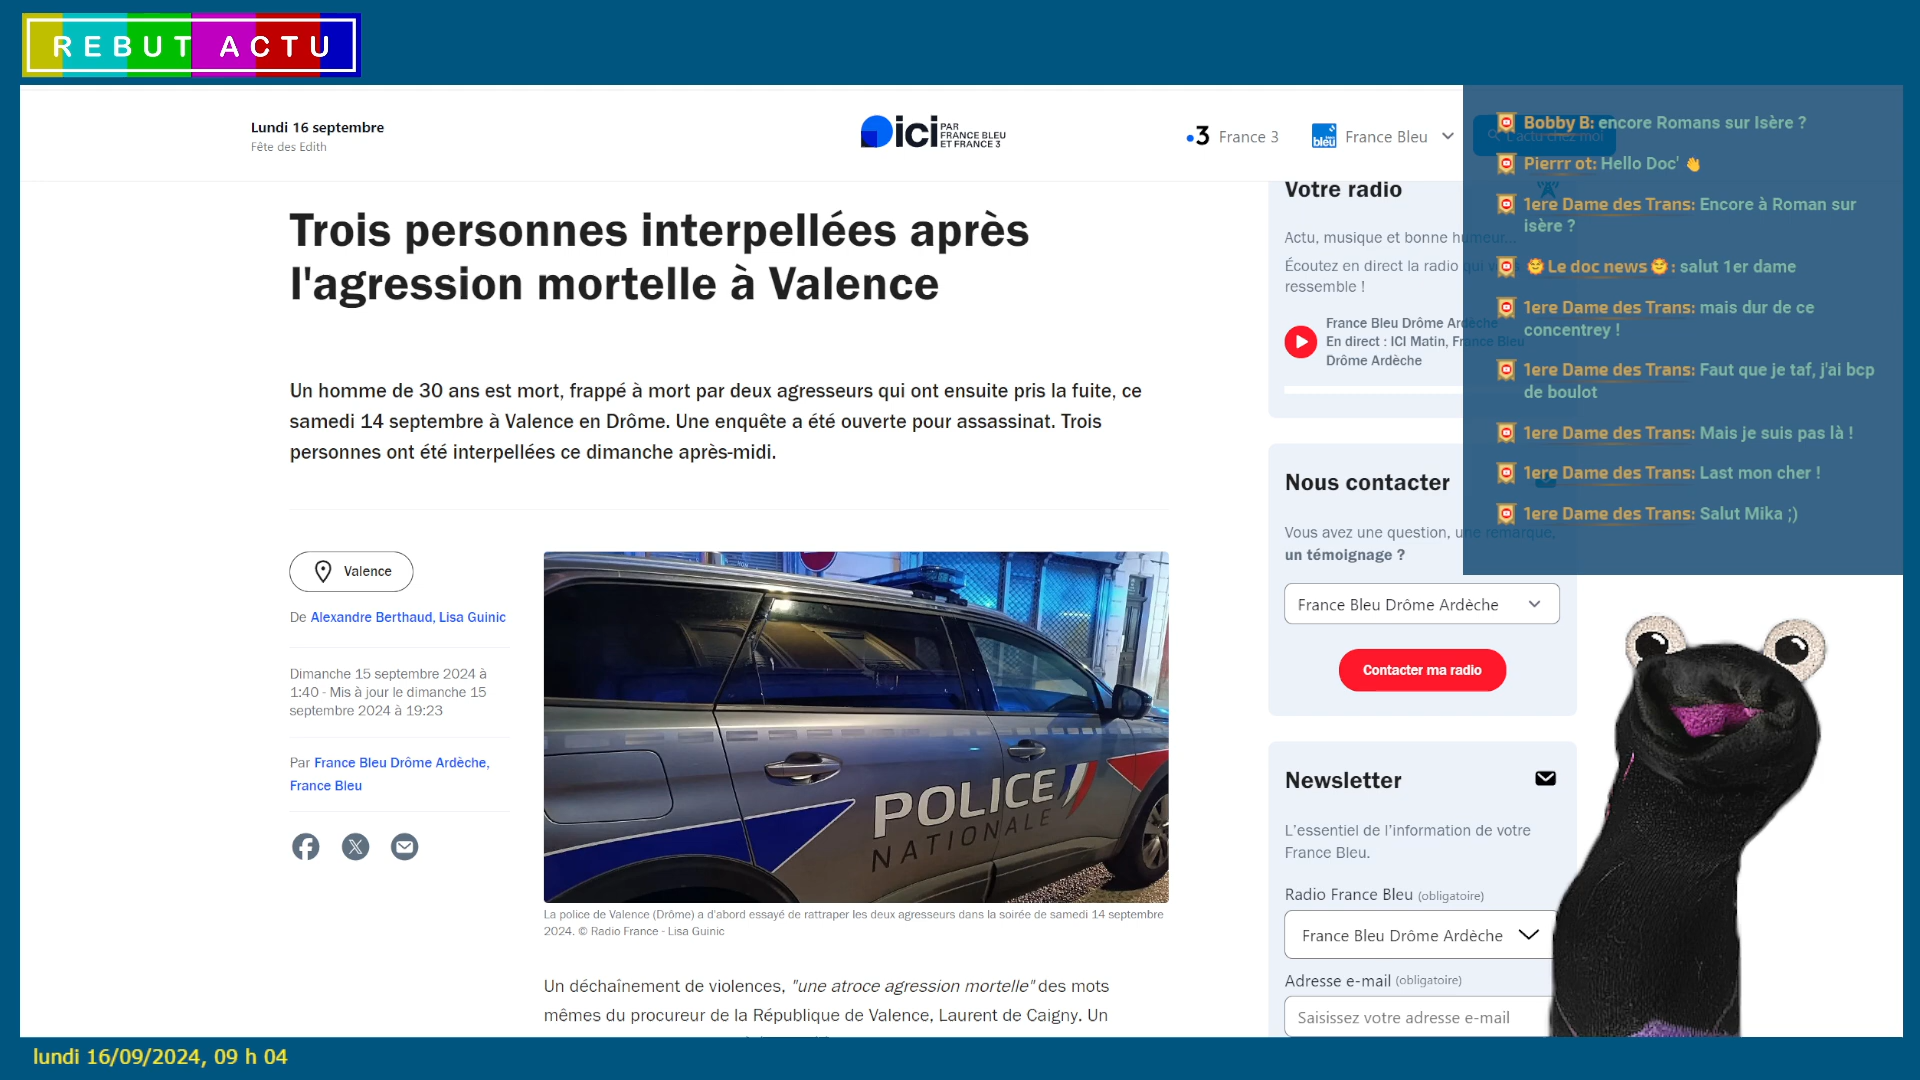 REBUT ACTU
Lundi 16 septembre
Fête des Edith
ici PAR FRANCE BLEU ET FRANCE 3
3 France 3
bleu France Bleu
L'actu chez moi
Trois personnes interpellées après
l'agression mortelle à Valence
Un homme de 30 ans est mort, frappé à mort par deux agresseurs qui ont ensuite pris la fuite, ce
samedi 14 septembre à Valence en Drôme. Une enquête a été ouverte pour assassinat. Trois
personnes ont été interpellées ce dimanche après-midi.
Valence
De Alexandre Berthaud, Lisa Guinic
Dimanche 15 septembre 2024 à
1:40 - Mis à jour le dimanche 15
septembre 2024 à 19:23
Par France Bleu Drôme Ardèche,
France Bleu
POLICE
NATIONALE
La police de Valence (Drôme) a d'abord essayé de rattraper les deux agresseurs dans la soirée de samedi 14 septembre
2024. © Radio France - Lisa Guinic
Un déchaînement de violences, "une atroce agression mortelle" des mots
mêmes du procureur de la République de Valence, Laurent de Caigny. Un
Votre radio
Actu, musique et bonne humeur...
Écoutez en direct la radio qui vous
ressemble !
France Bleu Drôme Ardèche
En direct : ICI Matin, France Bleu
Drôme Ardèche
Nous contacter
Vous avez une question, une remarque,
un témoignage ?
France Bleu Drôme Ardèche
Contacter ma radio
Newsletter
L'essentiel de l'information de votre
France Bleu.
Radio France Bleu (obligatoire)
France Bleu Drôme Ardèche
Adresse e-mail (obligatoire)
Saisissez votre adresse e-mail
Bobby B: encore Romans sur Isère ?
Pierrr ot: Hello Doc' 👋
1ere Dame des Trans: Encore à Roman sur
isère ?
🌞Le doc news🌞: salut 1er dame
1ere Dame des Trans: mais dur de ce
concentrey !
1ere Dame des Trans: Faut que je taf, j'ai bcp
de boulot
1ere Dame des Trans: Mais je suis pas là !
1ere Dame des Trans: Last mon cher !
1ere Dame des Trans: Salut Mika ;)
lundi 16/09/2024, 09 h 04